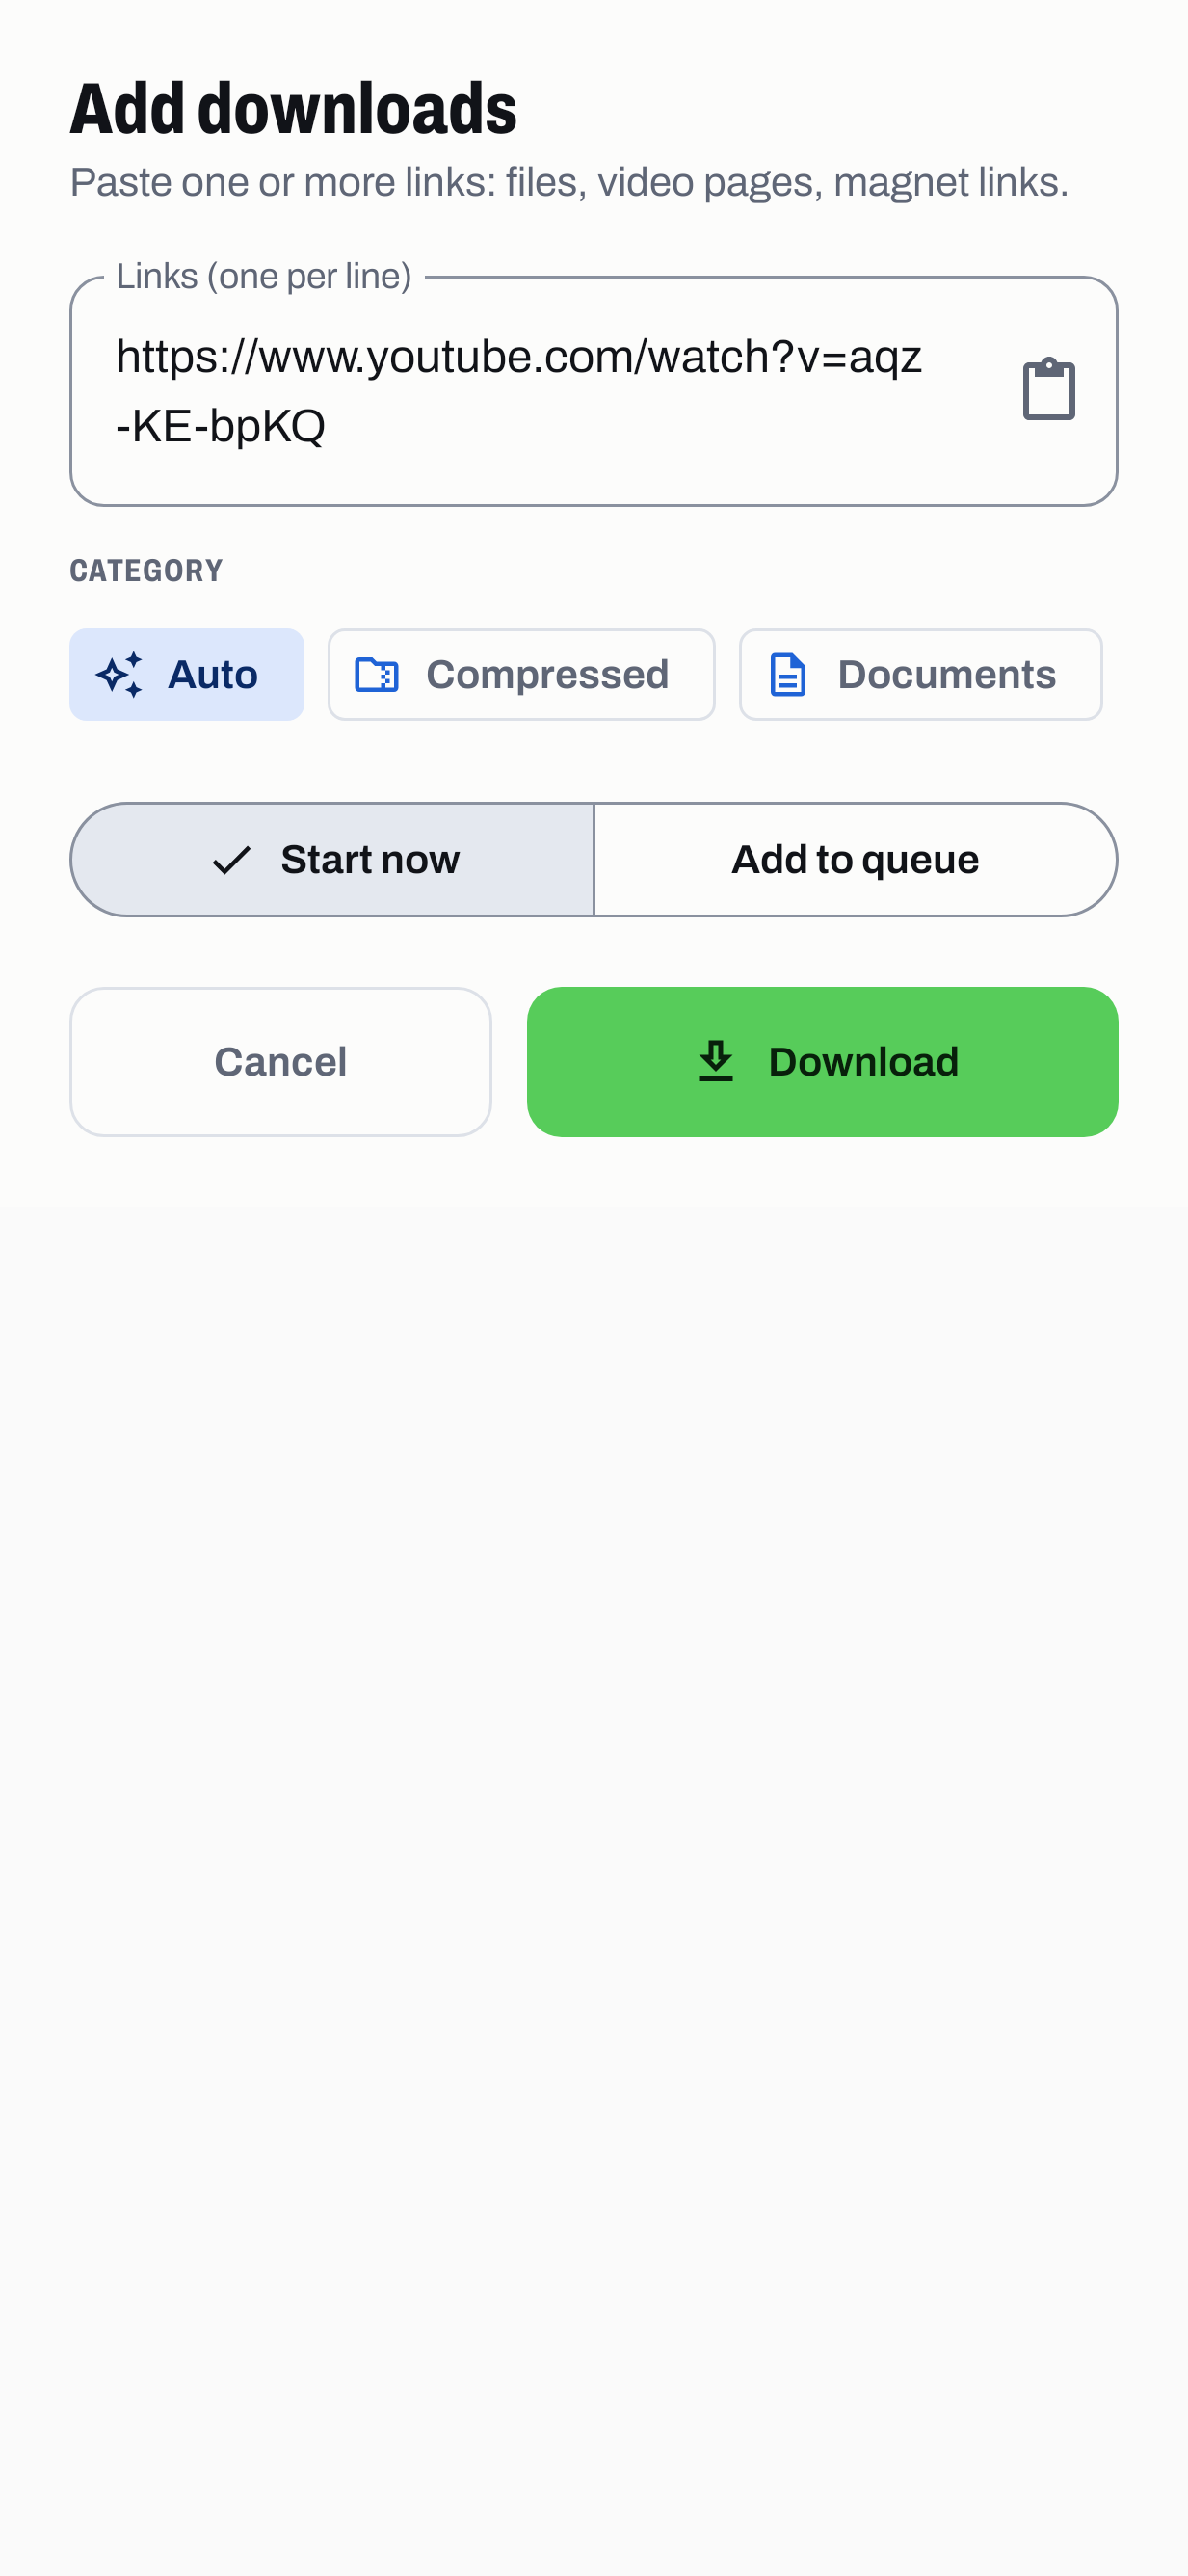 Add downloads
Paste one or more links: files, video pages, magnet links.
Links (one per line)
https://www.youtube.com/watch?v=aqz
-KE-bpKQ
CATEGORY
Auto
Compressed
Documents
Start now
Add to queue
Cancel
Download